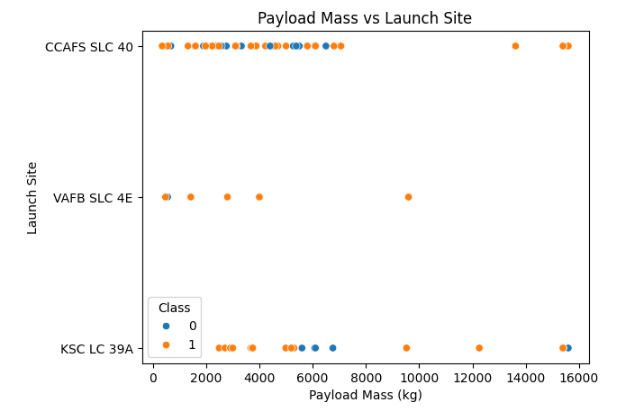 Payload Mass vs Launch Site
CCAFS SLC 40
VAFB SLC 4E
KSC LC 39A
Launch Site
Class
0
1
0 2000 4000 6000 8000 10000 12000 14000 16000
Payload Mass (kg)